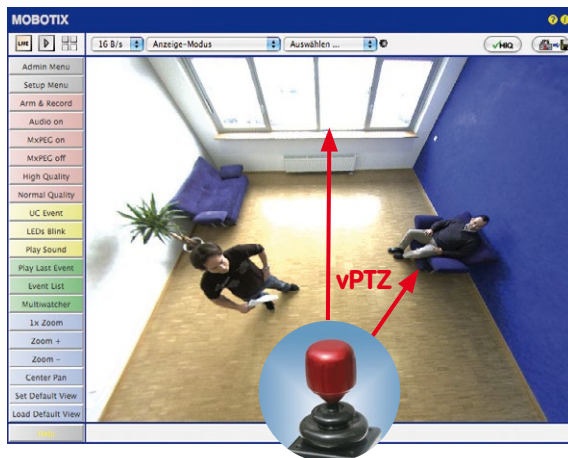 MOBOTIX
LIVE
16 B/s
Anzeige-Modus
Auswählen ...
HIQ
Admin Menu
Setup Menu
Arm & Record
Audio on
MxPEG on
MxPEG off
High Quality
Normal Quality
UC Event
LEDs Blink
Play Sound
Play Last Event
Event List
Multiwatcher
1x Zoom
Zoom +
Zoom –
Center Pan
Set Default View
Load Default View
vPTZ